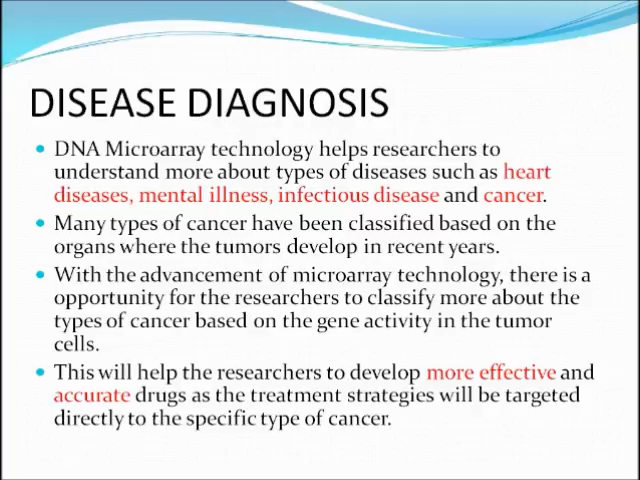 DISEASE DIAGNOSIS
DNA Microarray technology helps researchers to
understand more about types of diseases such as heart
diseases, mental illness, infectious disease and cancer.
Many types of cancer have been classified based on the
organs where the tumors develop in recent years.
With the advancement of microarray technology, there is a
opportunity for the researchers to classify more about the
types of cancer based on the gene activity in the tumor
cells.
This will help the researchers to develop more effective and
accurate drugs as the treatment strategies will be targeted
directly to the specific type of cancer.